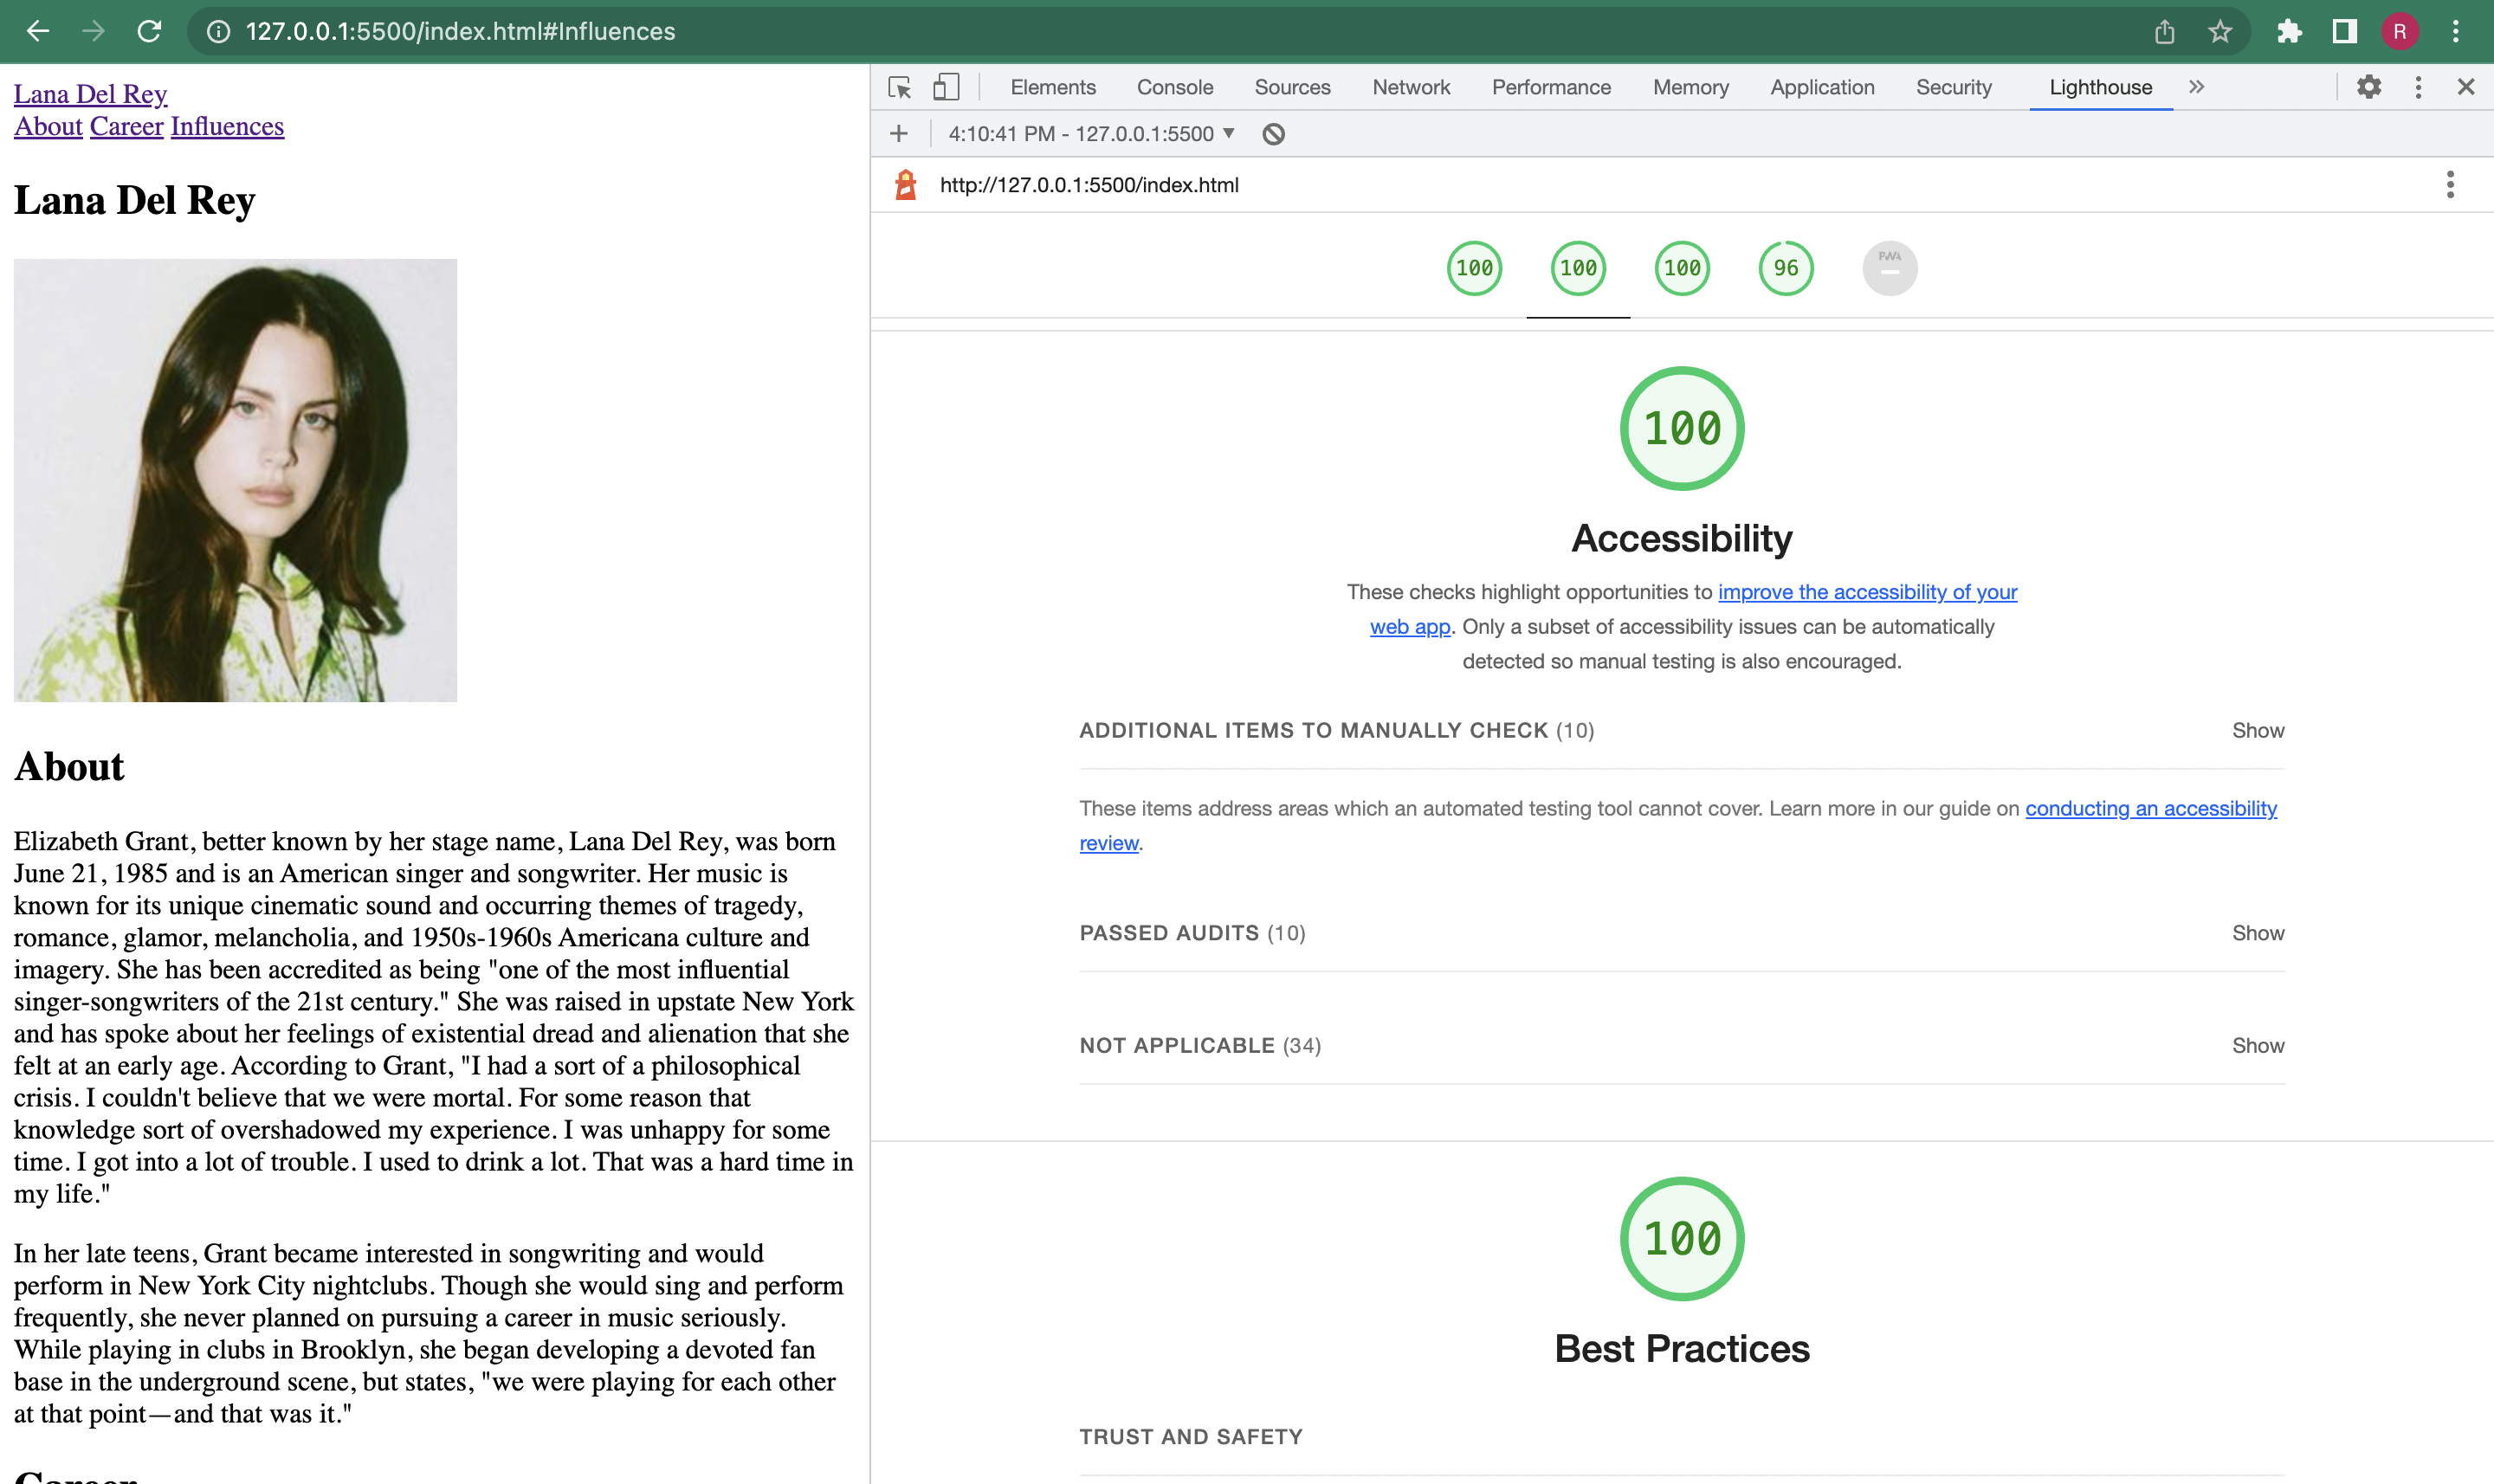 127.0.0.1:5500/index.html#Influences
R
Lana Del Rey
About Career Influences
Lana Del Rey
About
Elizabeth Grant, better known by her stage name, Lana Del Rey, was born
June 21, 1985 and is an American singer and songwriter. Her music is
known for its unique cinematic sound and occurring themes of tragedy,
romance, glamor, melancholia, and 1950s-1960s Americana culture and
imagery. She has been accredited as being "one of the most influential
singer-songwriters of the 21st century." She was raised in upstate New York
and has spoke about her feelings of existential dread and alienation that she
felt at an early age. According to Grant, "I had a sort of a philosophical
crisis. I couldn't believe that we were mortal. For some reason that
knowledge sort of overshadowed my experience. I was unhappy for some
time. I got into a lot of trouble. I used to drink a lot. That was a hard time in
my life."
In her late teens, Grant became interested in songwriting and would
perform in New York City nightclubs. Though she would sing and perform
frequently, she never planned on pursuing a career in music seriously.
While playing in clubs in Brooklyn, she began developing a devoted fan
base in the underground scene, but states, "we were playing for each other
at that point—and that was it."
Career
Elements Console Sources Network Performance Memory Application Security Lighthouse
4:10:41 PM - 127.0.0.1:5500
http://127.0.0.1:5500/index.html
100 100 100 96 PWA
100
Accessibility
These checks highlight opportunities to improve the accessibility of your
web app. Only a subset of accessibility issues can be automatically
detected so manual testing is also encouraged.
ADDITIONAL ITEMS TO MANUALLY CHECK (10) Show
These items address areas which an automated testing tool cannot cover. Learn more in our guide on conducting an accessibility
review.
PASSED AUDITS (10) Show
NOT APPLICABLE (34) Show
100
Best Practices
TRUST AND SAFETY